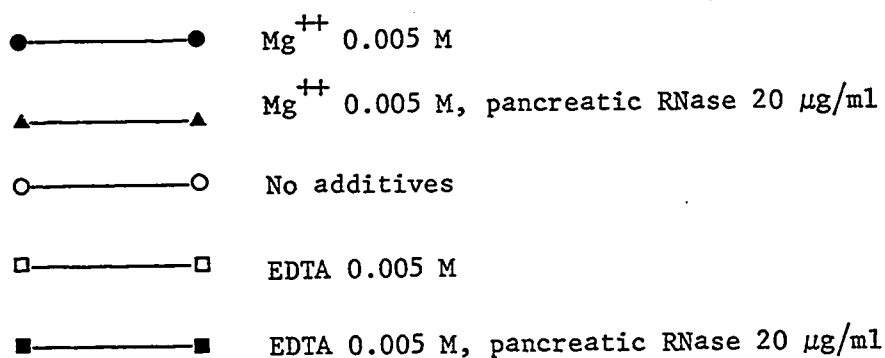 Mg++ 0.005 M
Mg++ 0.005 M, pancreatic RNase 20 μg/ml
No additives
EDTA 0.005 M
EDTA 0.005 M, pancreatic RNase 20 μg/ml